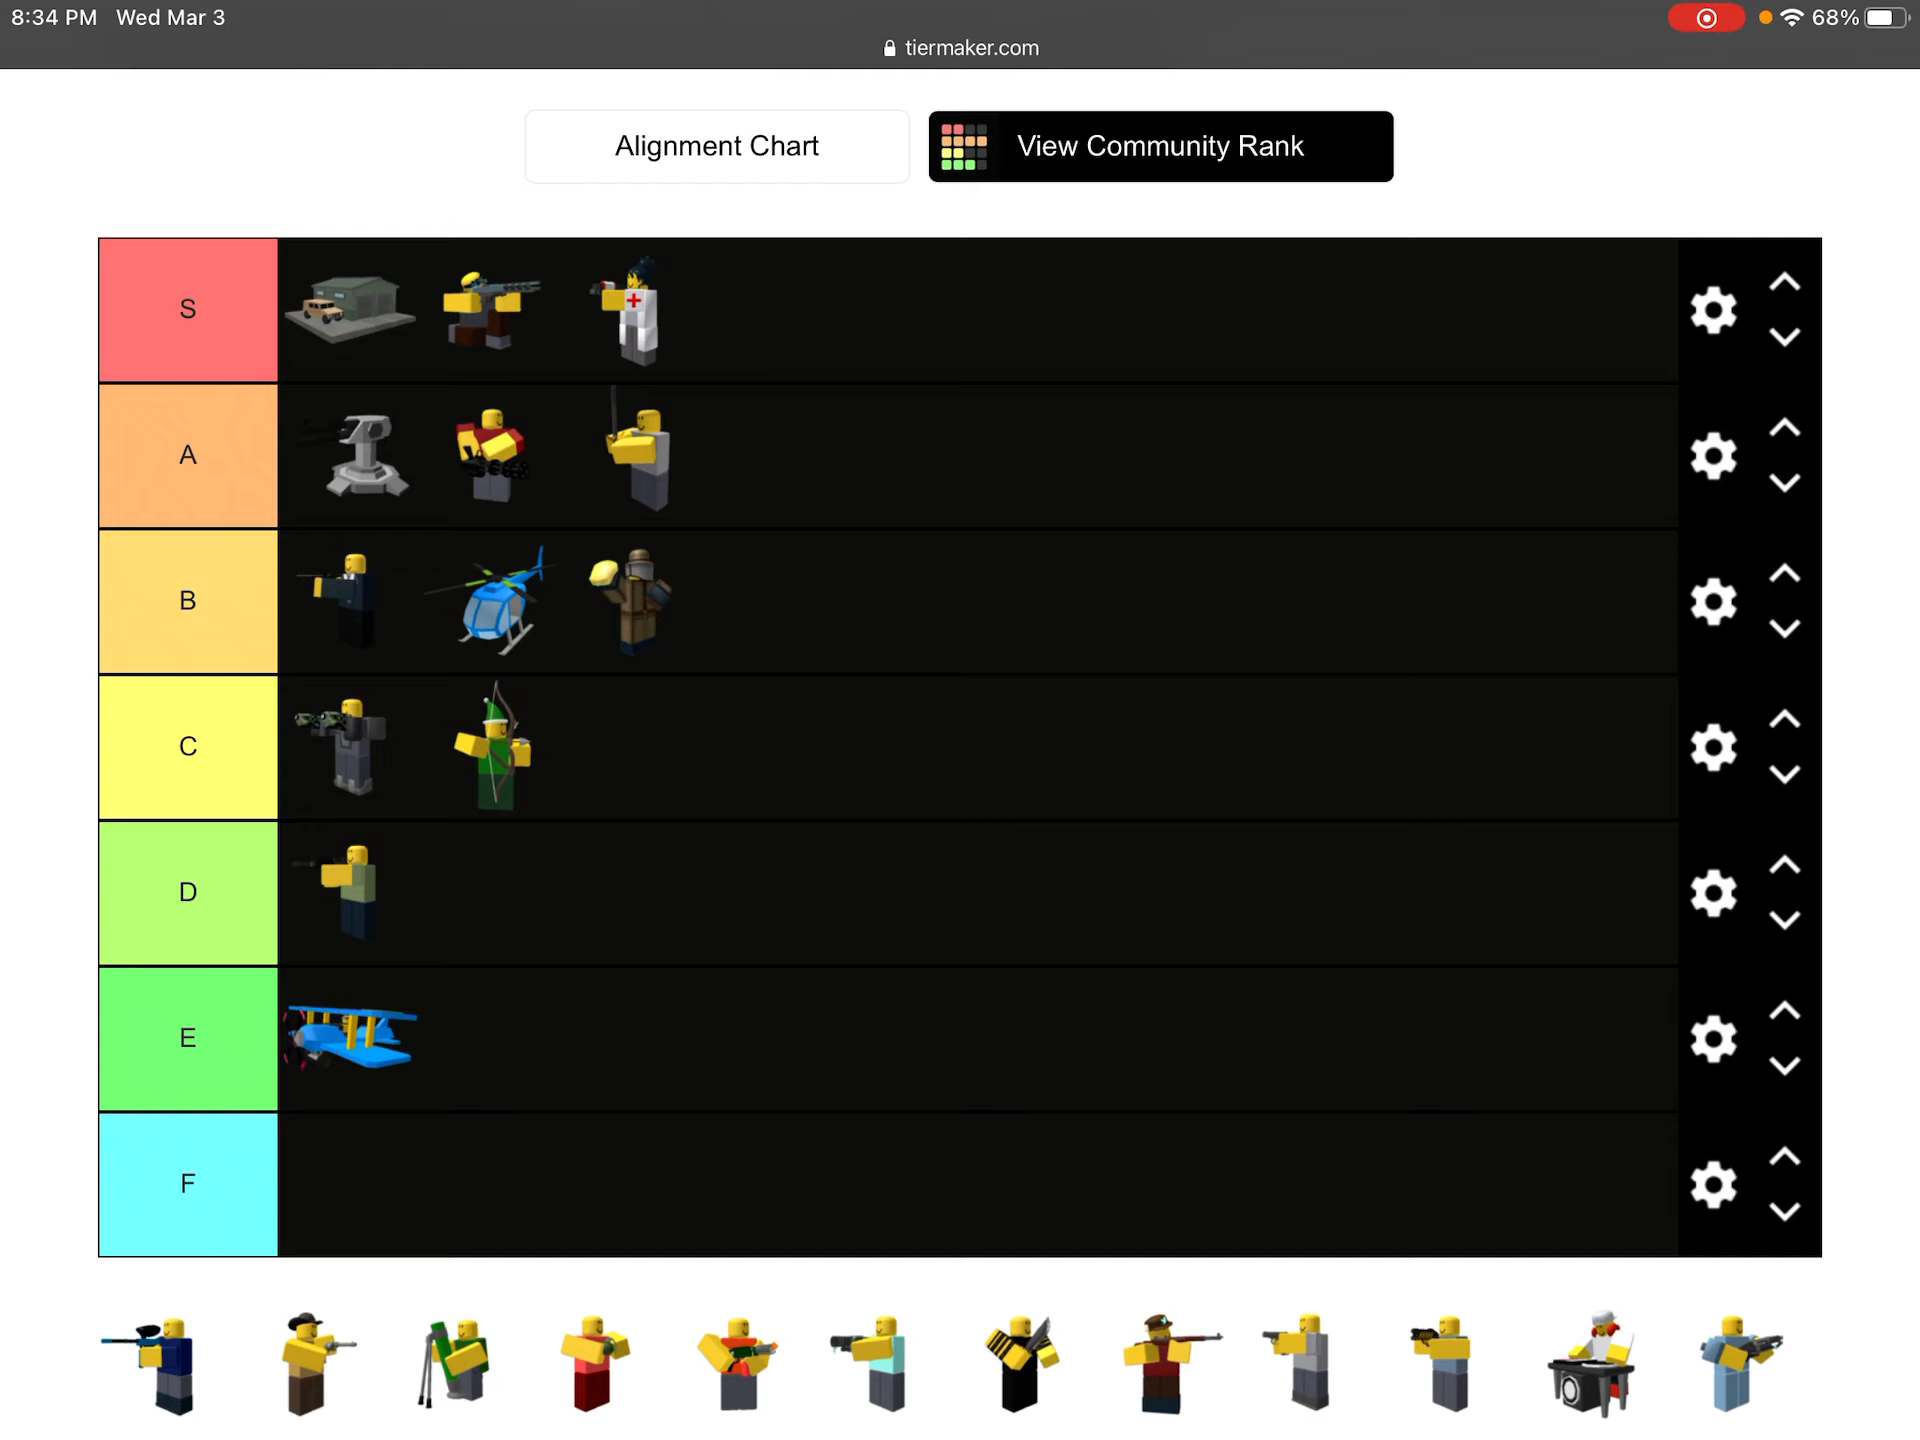 8:34 PM Wed Mar 3 68%
tiermaker.com
Alignment Chart View Community Rank
S
A
B
C
D
E
F